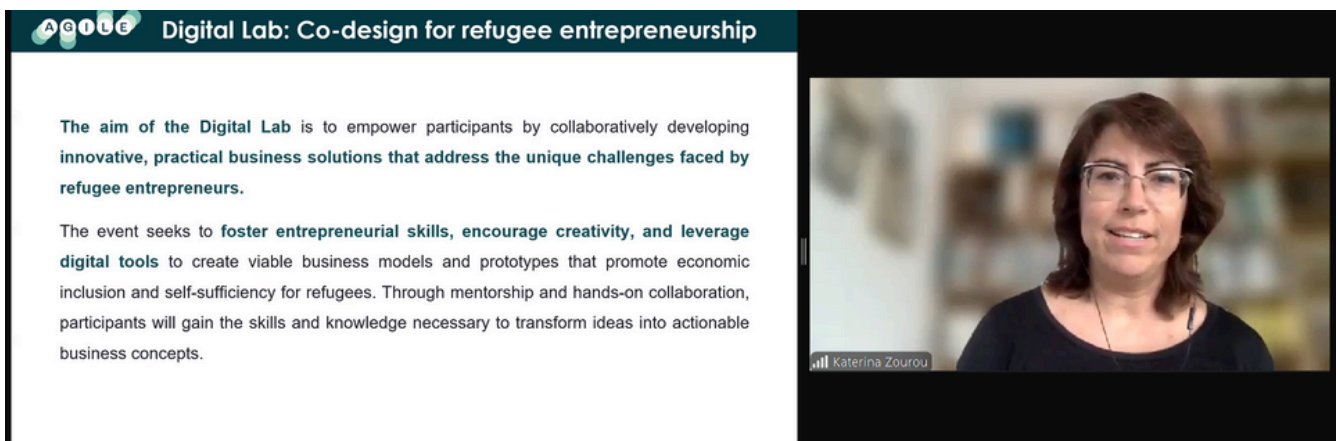 AGILE
Digital Lab: Co-design for refugee entrepreneurship
The aim of the Digital Lab is to empower participants by collaboratively developing
innovative, practical business solutions that address the unique challenges faced by
refugee entrepreneurs.
The event seeks to foster entrepreneurial skills, encourage creativity, and leverage
digital tools to create viable business models and prototypes that promote economic
inclusion and self-sufficiency for refugees. Through mentorship and hands-on collaboration,
participants will gain the skills and knowledge necessary to transform ideas into actionable
business concepts.
Katerina Zourou